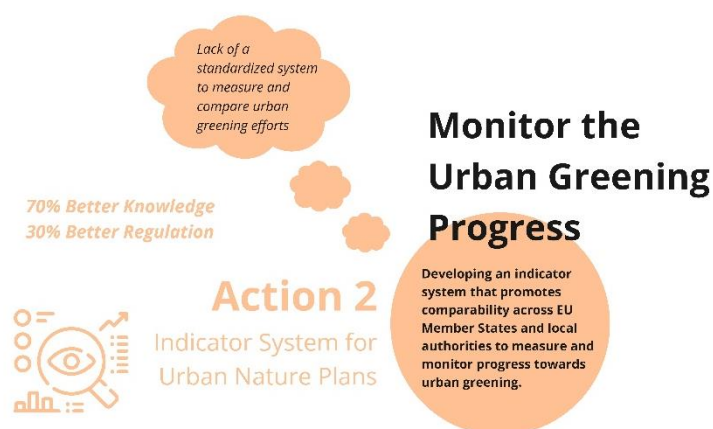 Lack of a
standardized system
to measure and
compare urban
greening efforts
Monitor the
Urban Greening
Progress
70% Better Knowledge
30% Better Regulation
Action 2
Indicator System for
Urban Nature Plans
Developing an indicator
system that promotes
comparability across EU
Member States and local
authorities to measure and
monitor progress towards
urban greening.